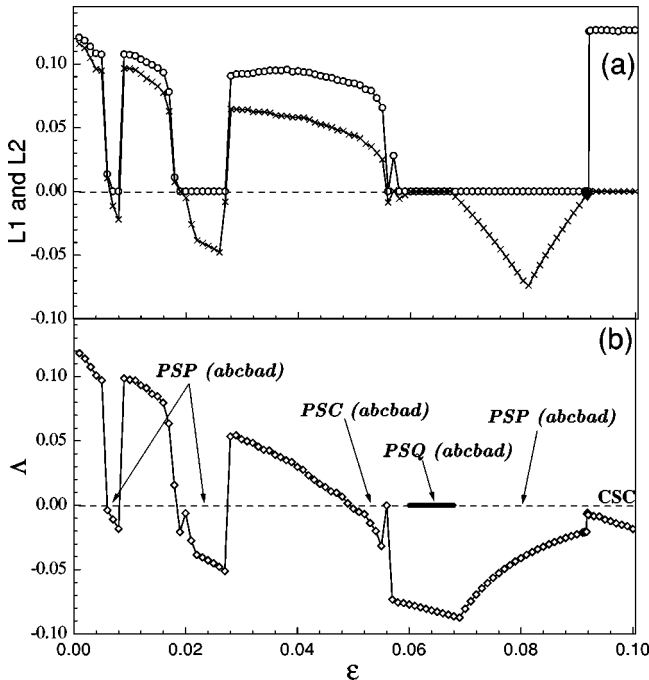 (a)
L1 and L2
0.10
0.05
0.00
-0.05
-0.10
(b)
PSP (abcbad)
PSC (abcbad)
PSQ (abcbad)
PSP (abcbad)
CSC
Λ
0.10
0.05
0.00
-0.05
-0.10
0.00 0.02 0.04 0.06 0.08 0.10
ε